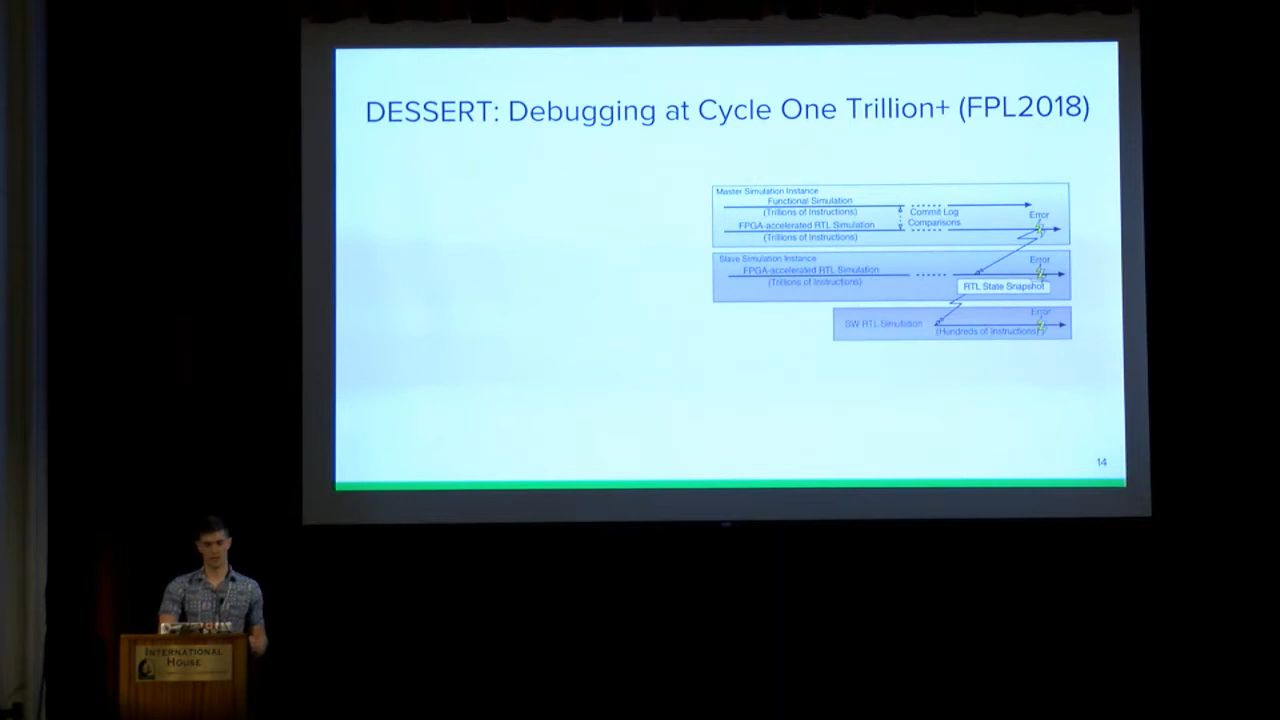 DESSERT: Debugging at Cycle One Trillion+ (FPL2018)
Master Simulation Instance
Functional Simulation
(Trillions of Instructions)
Commit Log
Comparisons
Error
FPGA-accelerated RTL Simulation
(Trillions of Instructions)
Slave Simulation Instance
Error
FPGA-accelerated RTL Simulation
(Trillions of Instructions)
RTL State Snapshot
Error
SW RTL Simulation
(Hundreds of Instructions)
14
INTERNATIONAL
HOUSE